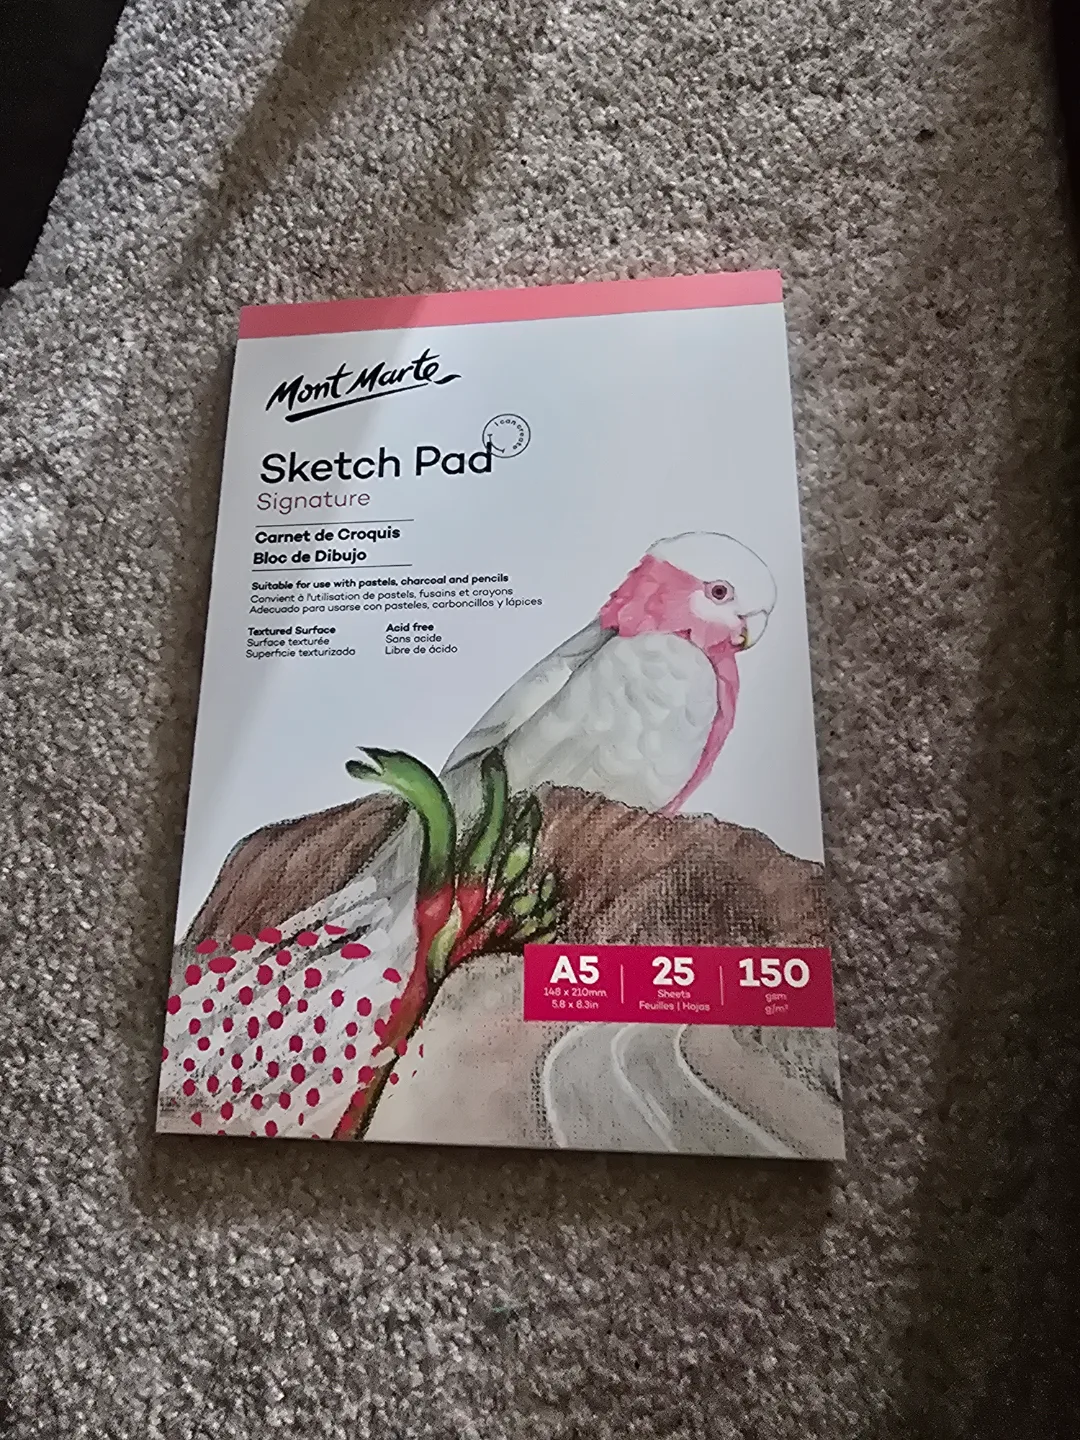 Mont Marte
I can create
Sketch Pad
Signature
Carnet de Croquis
Bloc de Dibujo
Suitable for use with pastels, charcoal and pencils
Convient à l'utilisation de pastels, fusains et crayons
Adecuado para usarse con pasteles, carboncillos y lápices
Textured Surface
Surface texturée
Superficie texturizada
Acid free
Sans acide
Libre de ácido
A5
148 x 210mm
5.8 x 8.3in
25
Sheets
Feuilles | Hojas
150
gsm
g/m²